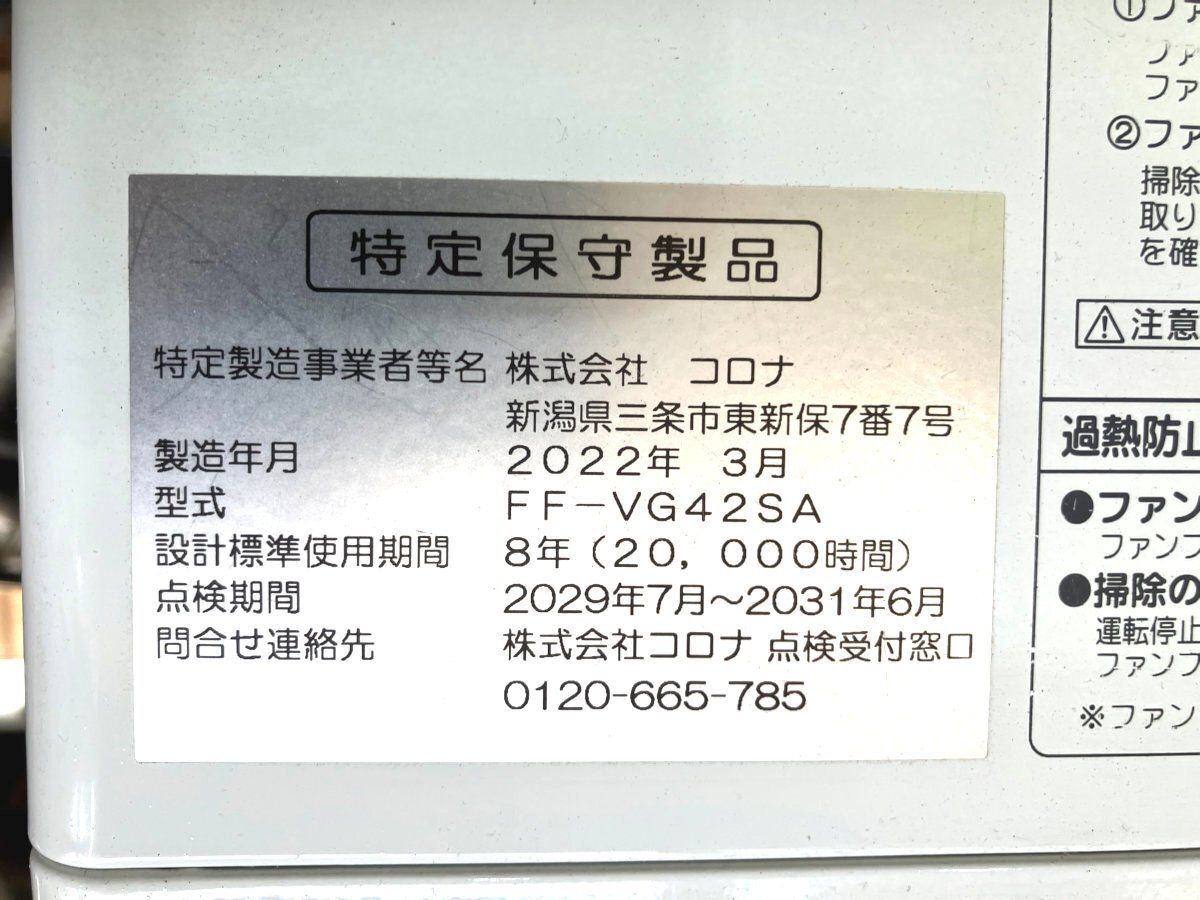 特定保守製品
特定製造事業者等名 株式会社 コロナ
新潟県三条市東新保7番7号
製造年月 2022年 3月
型式 FF-VG42SA
設計標準使用期間 8年(20,000時間)
点検期間 2029年7月～2031年6月
問合せ連絡先 株式会社コロナ 点検受付窓口
0120-665-785
①ファ
ファ
ファ
②ファ
掃除
取り
を確
⚠注意
過熱防止
●ファン
ファンフ
●掃除の
運転停止
ファンフ
※ファン